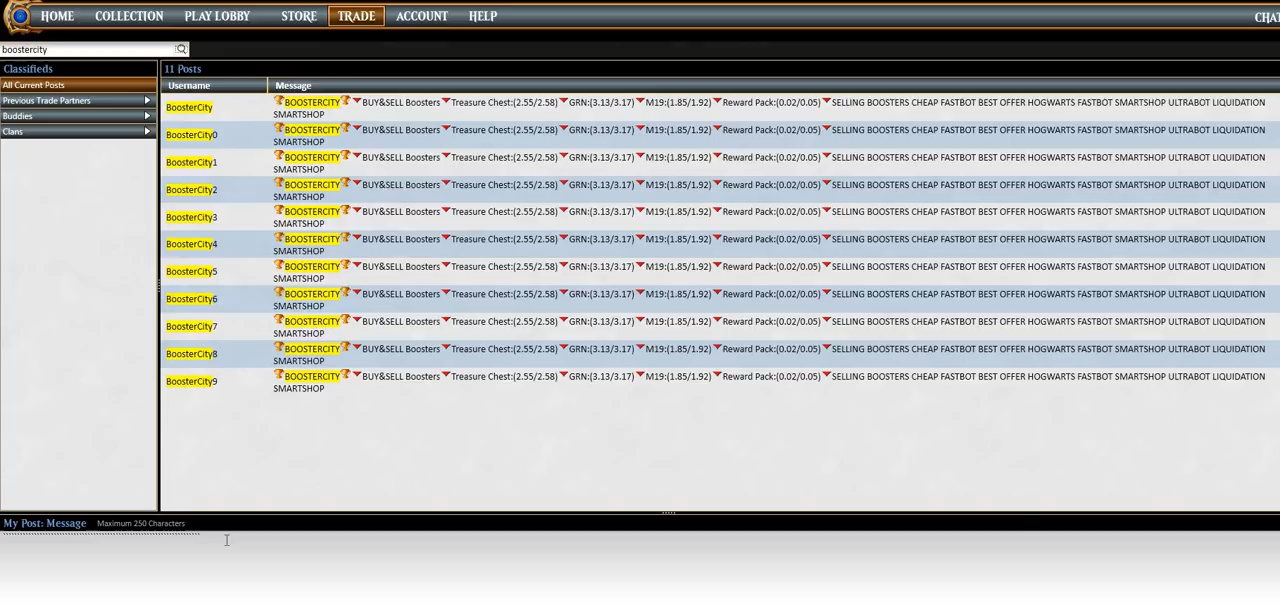 HOME COLLECTION PLAY LOBBY STORE TRADE ACCOUNT HELP CHAT
boostercity
Classifieds
All Current Posts
Previous Trade Partners
Buddies
Clans
11 Posts
Username Message
BoosterCity BOOSTERCITY BUY&SELL Boosters Treasure Chest:(2.55/2.58) GRN:(3.13/3.17) M19:(1.85/1.92) Reward Pack:(0.02/0.05) SELLING BOOSTERS CHEAP FASTBOT BEST OFFER HOGWARTS FASTBOT SMARTSHOP ULTRABOT LIQUIDATION
SMARTSHOP
BoosterCity0 BOOSTERCITY BUY&SELL Boosters Treasure Chest:(2.55/2.58) GRN:(3.13/3.17) M19:(1.85/1.92) Reward Pack:(0.02/0.05) SELLING BOOSTERS CHEAP FASTBOT BEST OFFER HOGWARTS FASTBOT SMARTSHOP ULTRABOT LIQUIDATION
SMARTSHOP
BoosterCity1 BOOSTERCITY BUY&SELL Boosters Treasure Chest:(2.55/2.58) GRN:(3.13/3.17) M19:(1.85/1.92) Reward Pack:(0.02/0.05) SELLING BOOSTERS CHEAP FASTBOT BEST OFFER HOGWARTS FASTBOT SMARTSHOP ULTRABOT LIQUIDATION
SMARTSHOP
BoosterCity2 BOOSTERCITY BUY&SELL Boosters Treasure Chest:(2.55/2.58) GRN:(3.13/3.17) M19:(1.85/1.92) Reward Pack:(0.02/0.05) SELLING BOOSTERS CHEAP FASTBOT BEST OFFER HOGWARTS FASTBOT SMARTSHOP ULTRABOT LIQUIDATION
SMARTSHOP
BoosterCity3 BOOSTERCITY BUY&SELL Boosters Treasure Chest:(2.55/2.58) GRN:(3.13/3.17) M19:(1.85/1.92) Reward Pack:(0.02/0.05) SELLING BOOSTERS CHEAP FASTBOT BEST OFFER HOGWARTS FASTBOT SMARTSHOP ULTRABOT LIQUIDATION
SMARTSHOP
BoosterCity4 BOOSTERCITY BUY&SELL Boosters Treasure Chest:(2.55/2.58) GRN:(3.13/3.17) M19:(1.85/1.92) Reward Pack:(0.02/0.05) SELLING BOOSTERS CHEAP FASTBOT BEST OFFER HOGWARTS FASTBOT SMARTSHOP ULTRABOT LIQUIDATION
SMARTSHOP
BoosterCity5 BOOSTERCITY BUY&SELL Boosters Treasure Chest:(2.55/2.58) GRN:(3.13/3.17) M19:(1.85/1.92) Reward Pack:(0.02/0.05) SELLING BOOSTERS CHEAP FASTBOT BEST OFFER HOGWARTS FASTBOT SMARTSHOP ULTRABOT LIQUIDATION
SMARTSHOP
BoosterCity6 BOOSTERCITY BUY&SELL Boosters Treasure Chest:(2.55/2.58) GRN:(3.13/3.17) M19:(1.85/1.92) Reward Pack:(0.02/0.05) SELLING BOOSTERS CHEAP FASTBOT BEST OFFER HOGWARTS FASTBOT SMARTSHOP ULTRABOT LIQUIDATION
SMARTSHOP
BoosterCity7 BOOSTERCITY BUY&SELL Boosters Treasure Chest:(2.55/2.58) GRN:(3.13/3.17) M19:(1.85/1.92) Reward Pack:(0.02/0.05) SELLING BOOSTERS CHEAP FASTBOT BEST OFFER HOGWARTS FASTBOT SMARTSHOP ULTRABOT LIQUIDATION
SMARTSHOP
BoosterCity8 BOOSTERCITY BUY&SELL Boosters Treasure Chest:(2.55/2.58) GRN:(3.13/3.17) M19:(1.85/1.92) Reward Pack:(0.02/0.05) SELLING BOOSTERS CHEAP FASTBOT BEST OFFER HOGWARTS FASTBOT SMARTSHOP ULTRABOT LIQUIDATION
SMARTSHOP
BoosterCity9 BOOSTERCITY BUY&SELL Boosters Treasure Chest:(2.55/2.58) GRN:(3.13/3.17) M19:(1.85/1.92) Reward Pack:(0.02/0.05) SELLING BOOSTERS CHEAP FASTBOT BEST OFFER HOGWARTS FASTBOT SMARTSHOP ULTRABOT LIQUIDATION
SMARTSHOP
My Post: Message Maximum 250 Characters